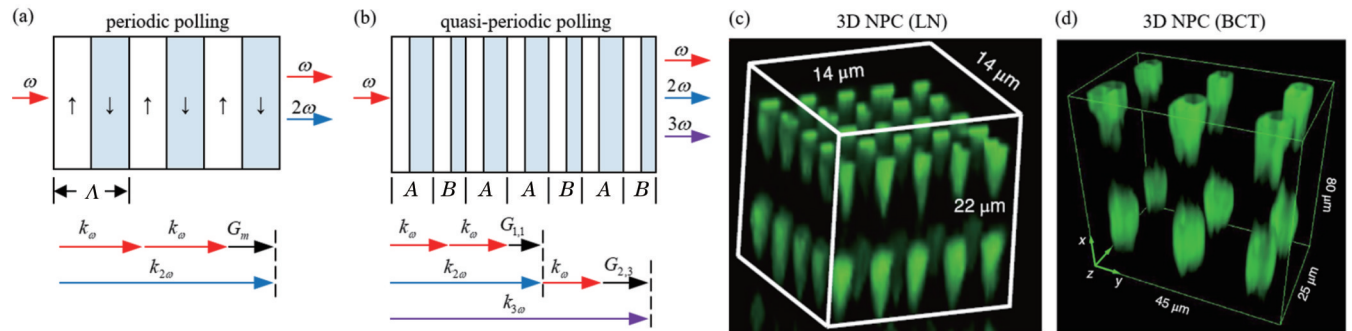 (a)
periodic polling
ω
↑ ↓ ↑ ↓ ↑ ↓
ω
2ω
Λ
k_ω k_ω G_m
k_2ω
(b)
quasi-periodic polling
ω
ω
2ω
3ω
A B A A B A B
k_ω k_ω G_1,1
k_2ω k_ω G_2,3
k_3ω
(c)
3D NPC (LN)
14 μm
14 μm
22 μm
(d)
3D NPC (BCT)
80 μm
25 μm
45 μm
x
z
y